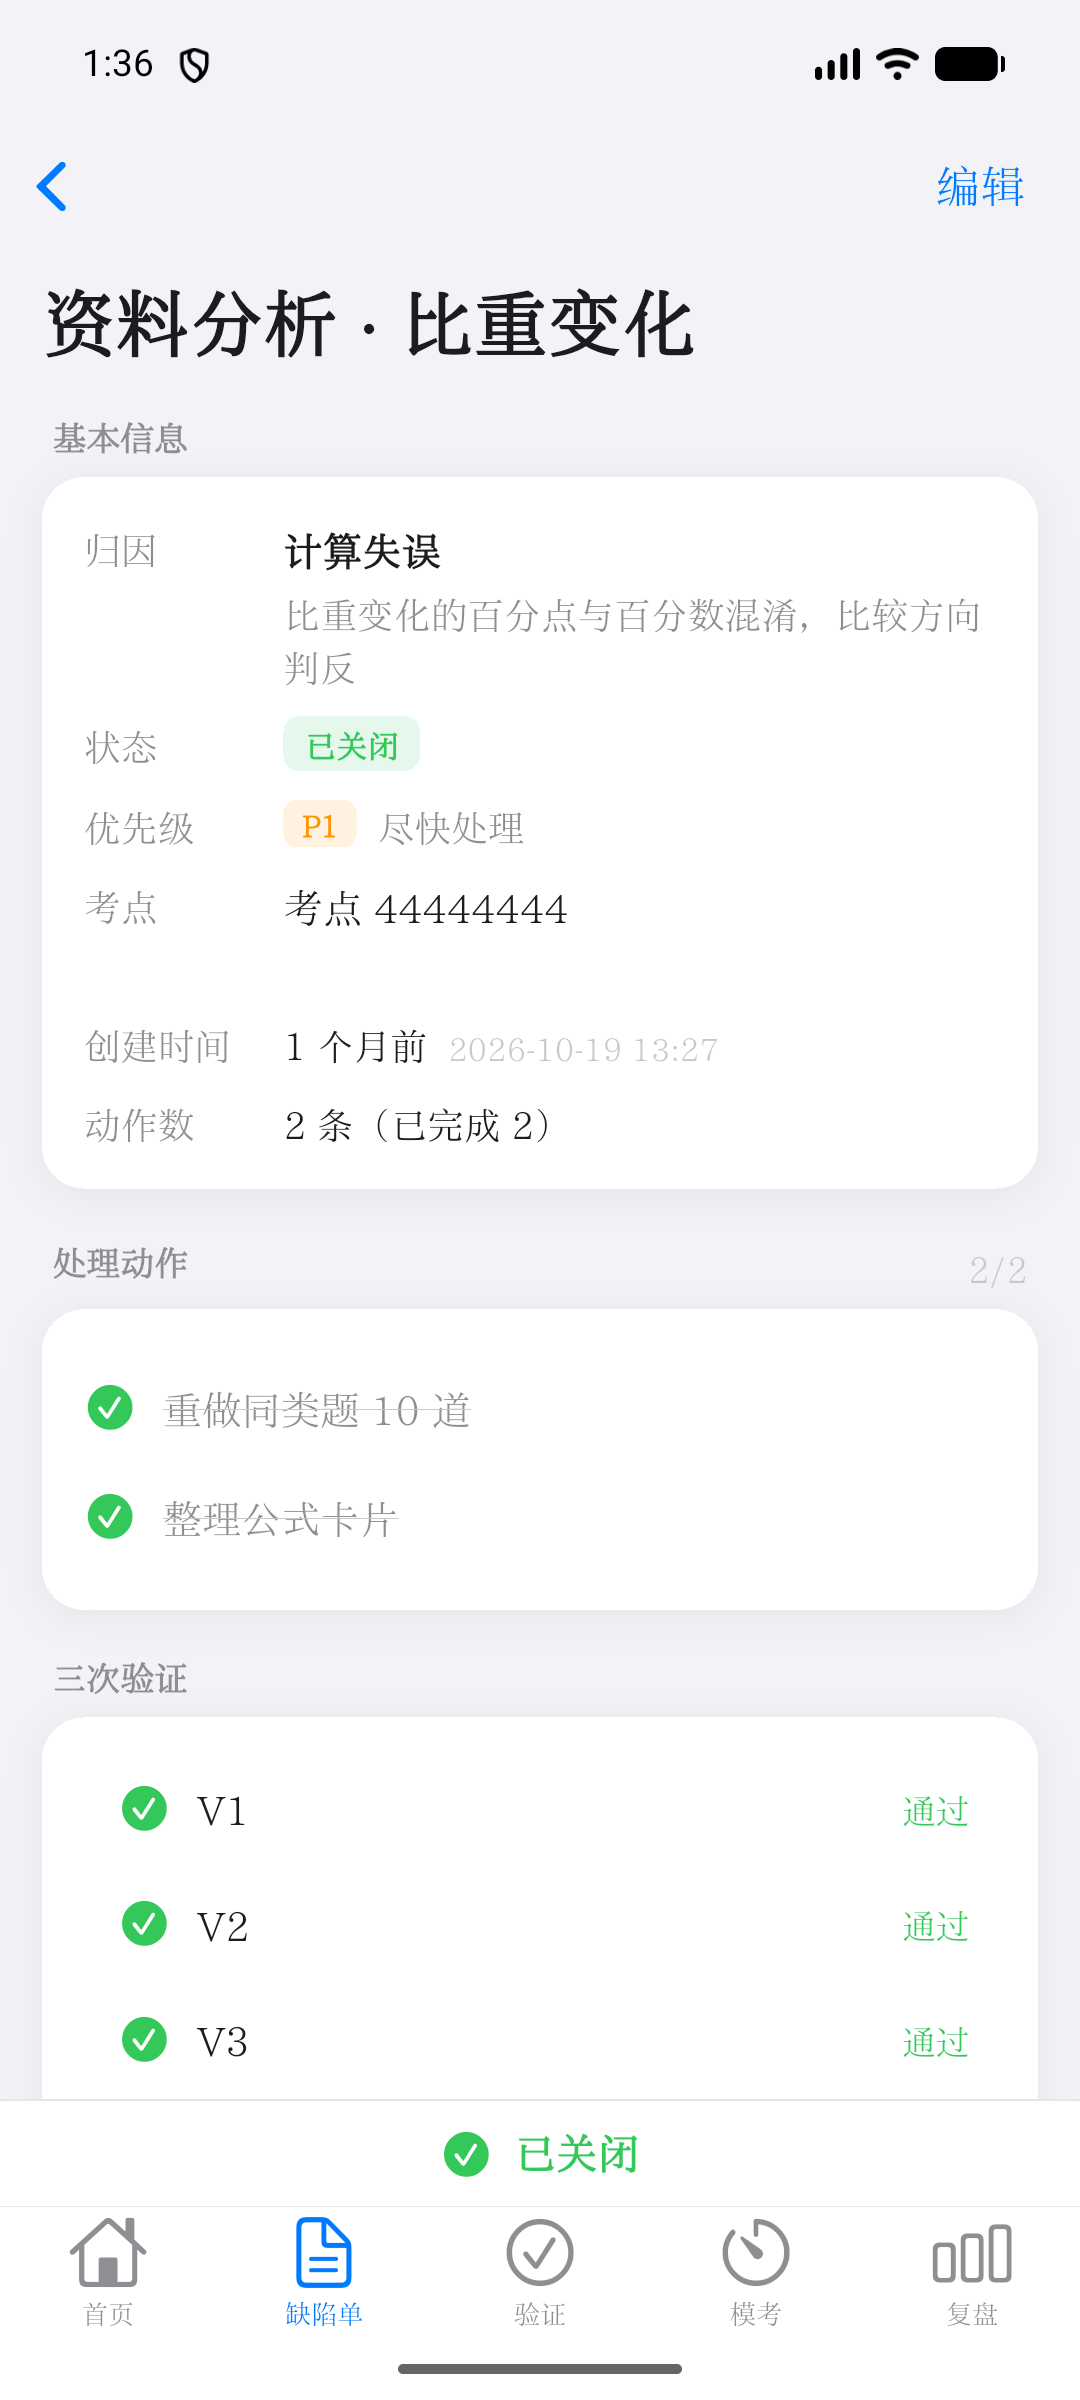 1:36
编辑
资料分析 · 比重变化
基本信息
归因 计算失误
比重变化的百分点与百分数混淆，比较方向
判反
状态 已关闭
优先级 P1 尽快处理
考点 考点 44444444
创建时间 1 个月前 2026-10-19 13:27
动作数 2 条（已完成 2）
处理动作 2/2
重做同类题 10 道
整理公式卡片
三次验证
V1 通过
V2 通过
V3 通过
已关闭
首页 缺陷单 验证 模考 复盘